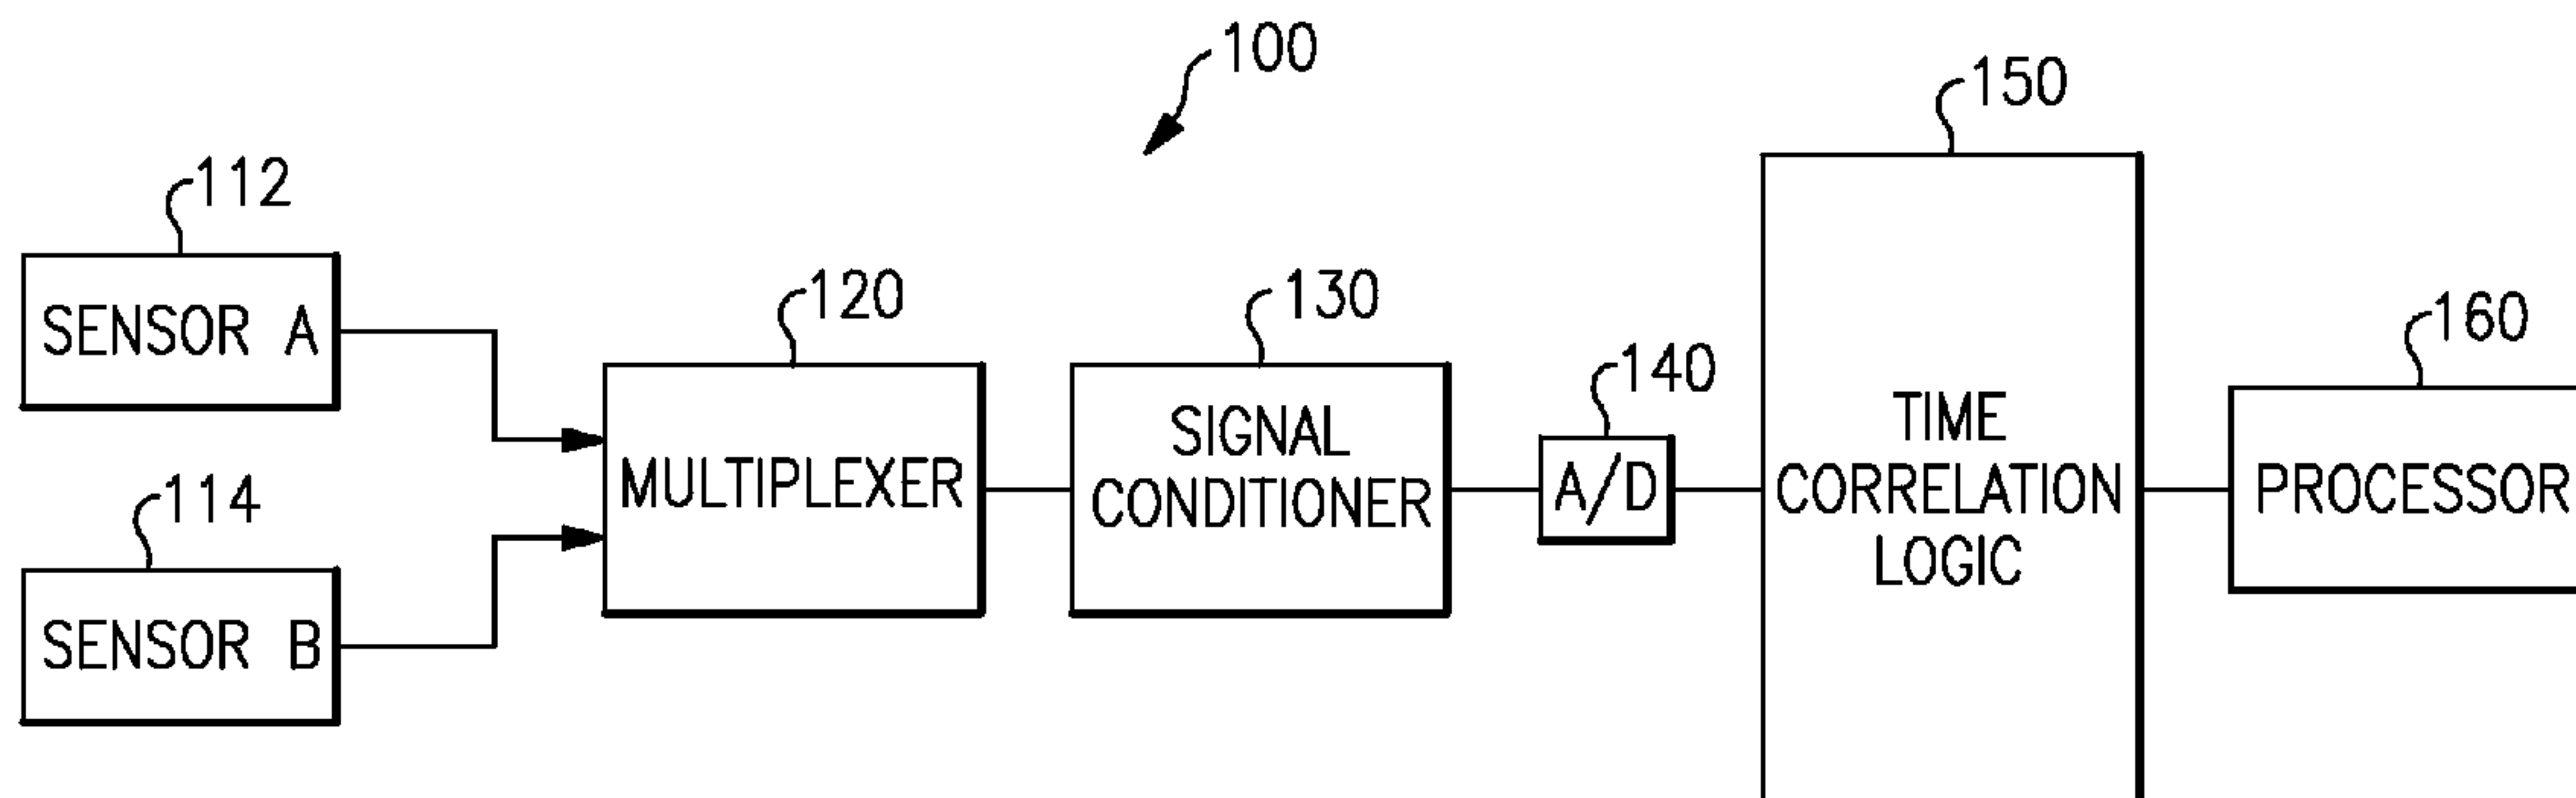 100
150
112
SENSOR A
120
130
160
140
SIGNAL
CONDITIONER
MULTIPLEXER
A/D
TIME
CORRELATION
LOGIC
PROCESSOR
114
SENSOR B